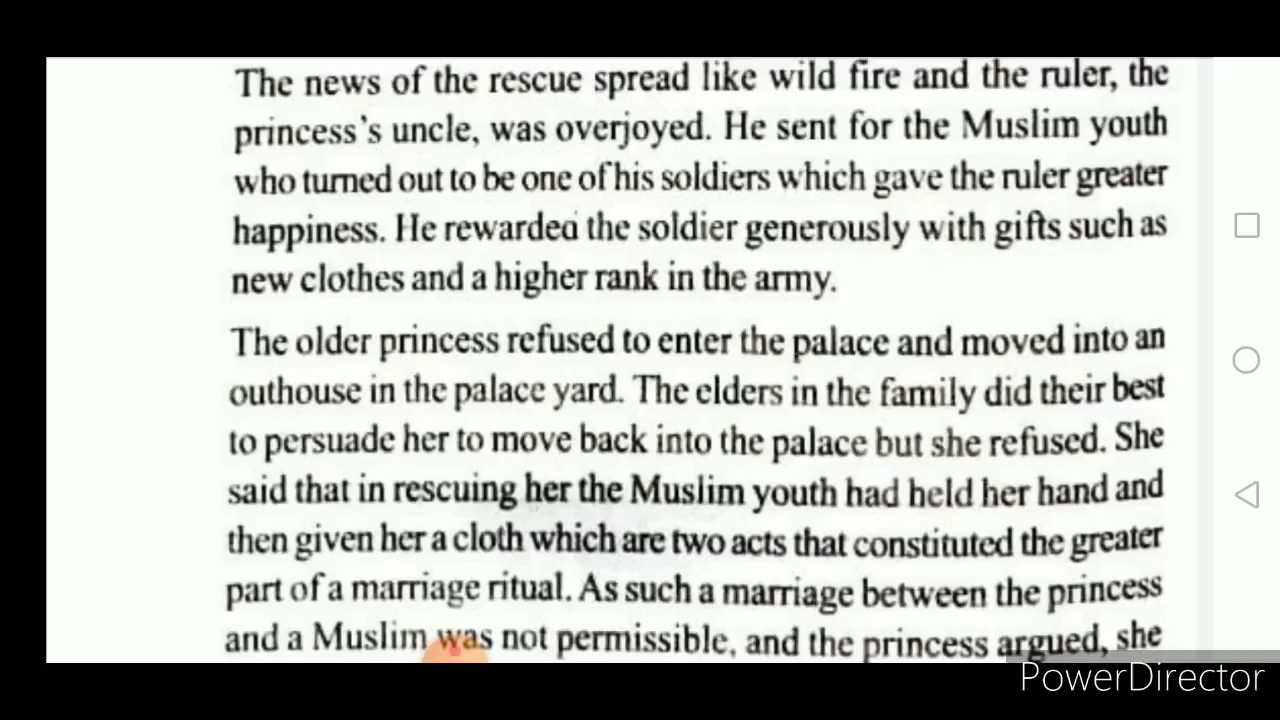 The news of the rescue spread like wild fire and the ruler, the
princess's uncle, was overjoyed. He sent for the Muslim youth
who turned out to be one of his soldiers which gave the ruler greater
happiness. He rewarded the soldier generously with gifts such as
new clothes and a higher rank in the army.
The older princess refused to enter the palace and moved into an
outhouse in the palace yard. The elders in the family did their best
to persuade her to move back into the palace but she refused. She
said that in rescuing her the Muslim youth had held her hand and
then given her a cloth which are two acts that constituted the greater
part of a marriage ritual. As such a marriage between the princess
and a Muslim was not permissible, and the princess argued, she
PowerDirector